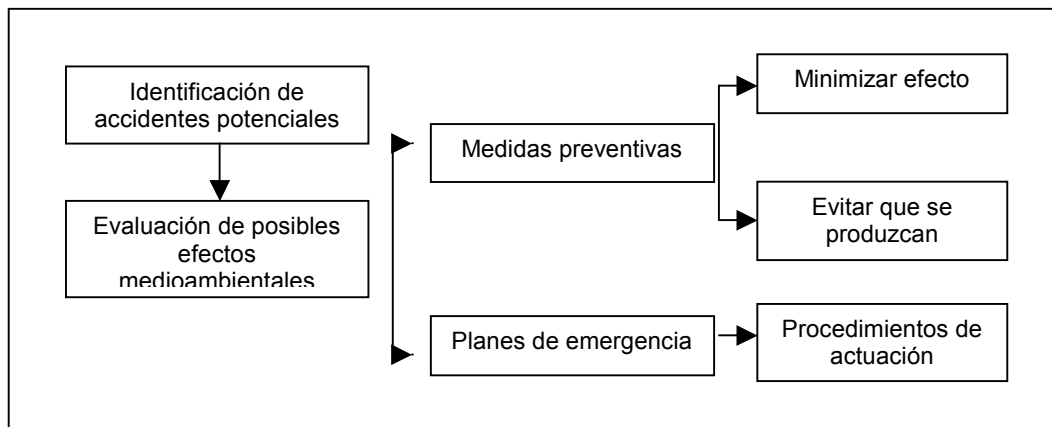 Identificación de
accidentes potenciales
Evaluación de posibles
efectos
medioambientales
Medidas preventivas
Planes de emergencia
Minimizar efecto
Evitar que se
produzcan
Procedimientos de
actuación